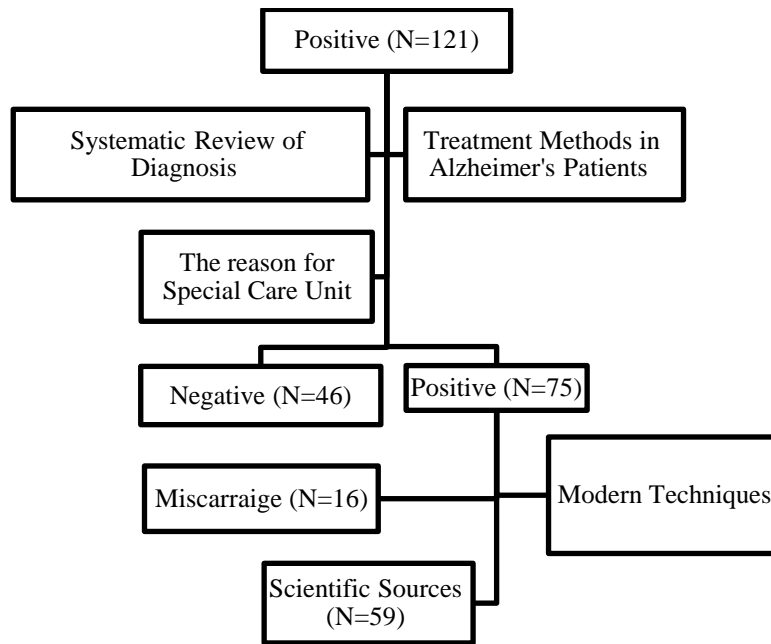 Positive (N=121)
Systematic Review of
Diagnosis
Treatment Methods in
Alzheimer's Patients
The reason for
Special Care Unit
Negative (N=46)
Positive (N=75)
Miscarraige (N=16)
Modern Techniques
Scientific Sources
(N=59)